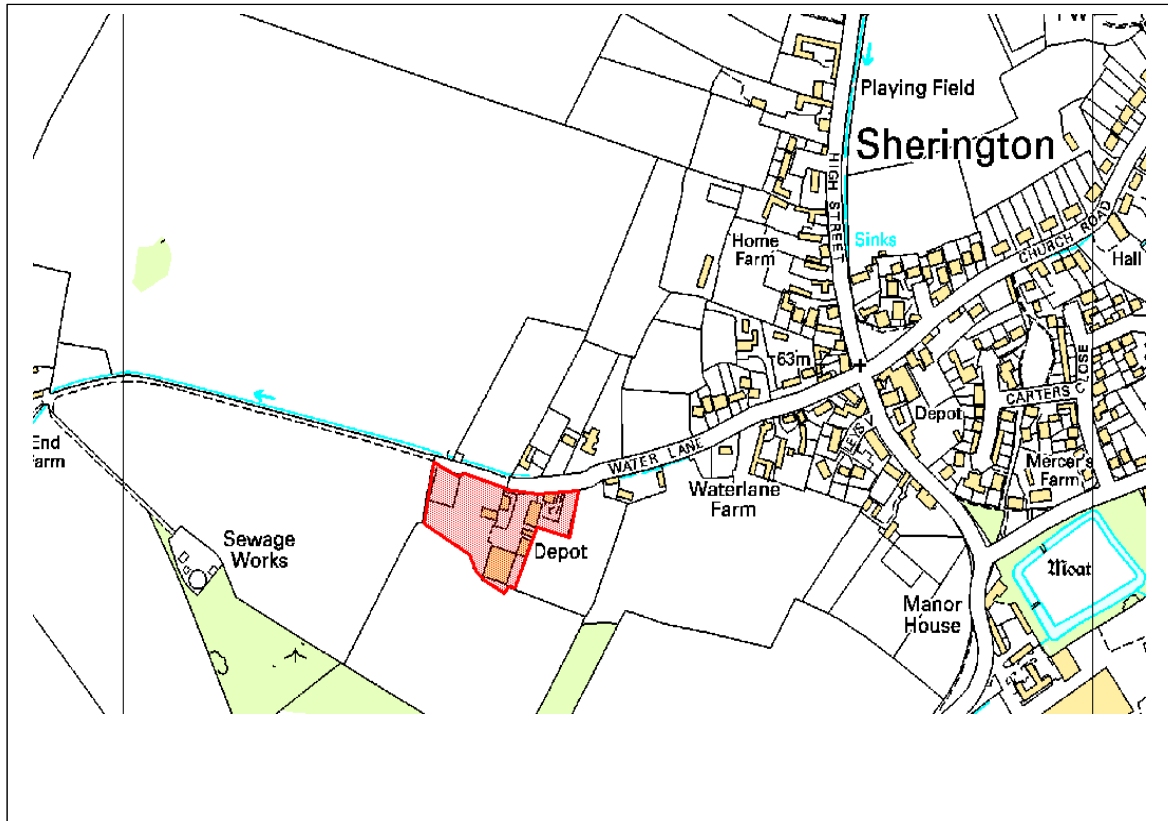 Playing Field
Sherington
HIGH STREET
Sinks
Home
Farm
CHURCH ROAD
Hall
63m
Depot
CARTERS CLOSE
WATER LANE
Waterlane
Farm
Mercer's
Farm
End
Farm
Sewage
Works
Depot
Moat
Manor
House